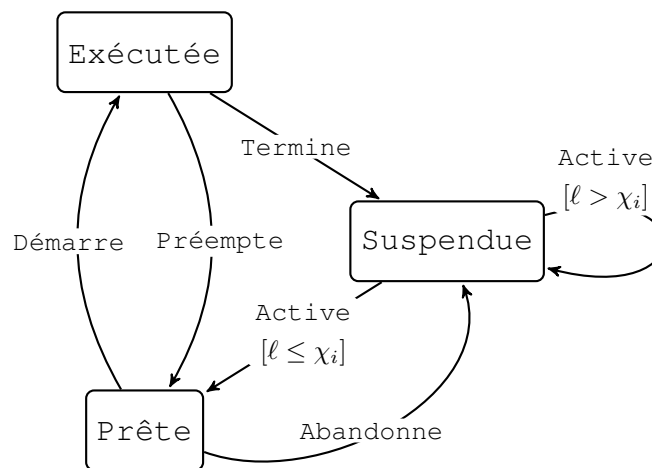 Exécutée
Termine
Active
[ℓ > χi]
Démarre
Préempte
Suspendue
Active
[ℓ ≤ χi]
Prête
Abandonne